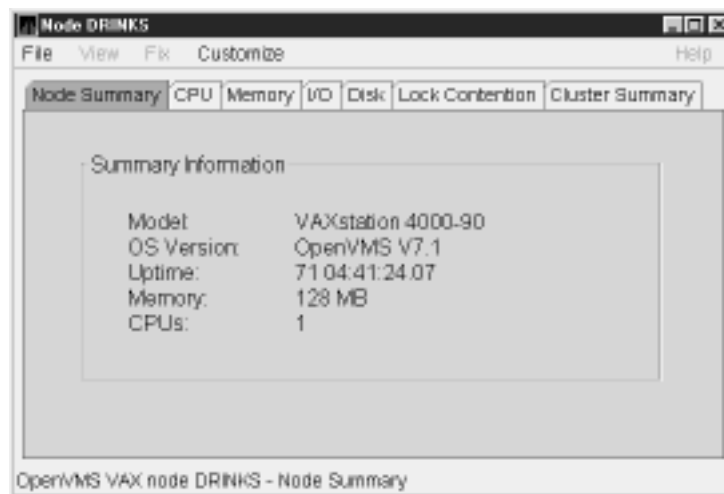 Node DRINKS
File View Fix Customize Help
Node Summary CPU Memory I/O Disk Lock Contention Cluster Summary
Summary Information
Model: VAXstation 4000-90
OS Version: OpenVMS V7.1
Uptime: 71 04:41:24.07
Memory: 128 MB
CPUs: 1
OpenVMS VAX node DRINKS - Node Summary